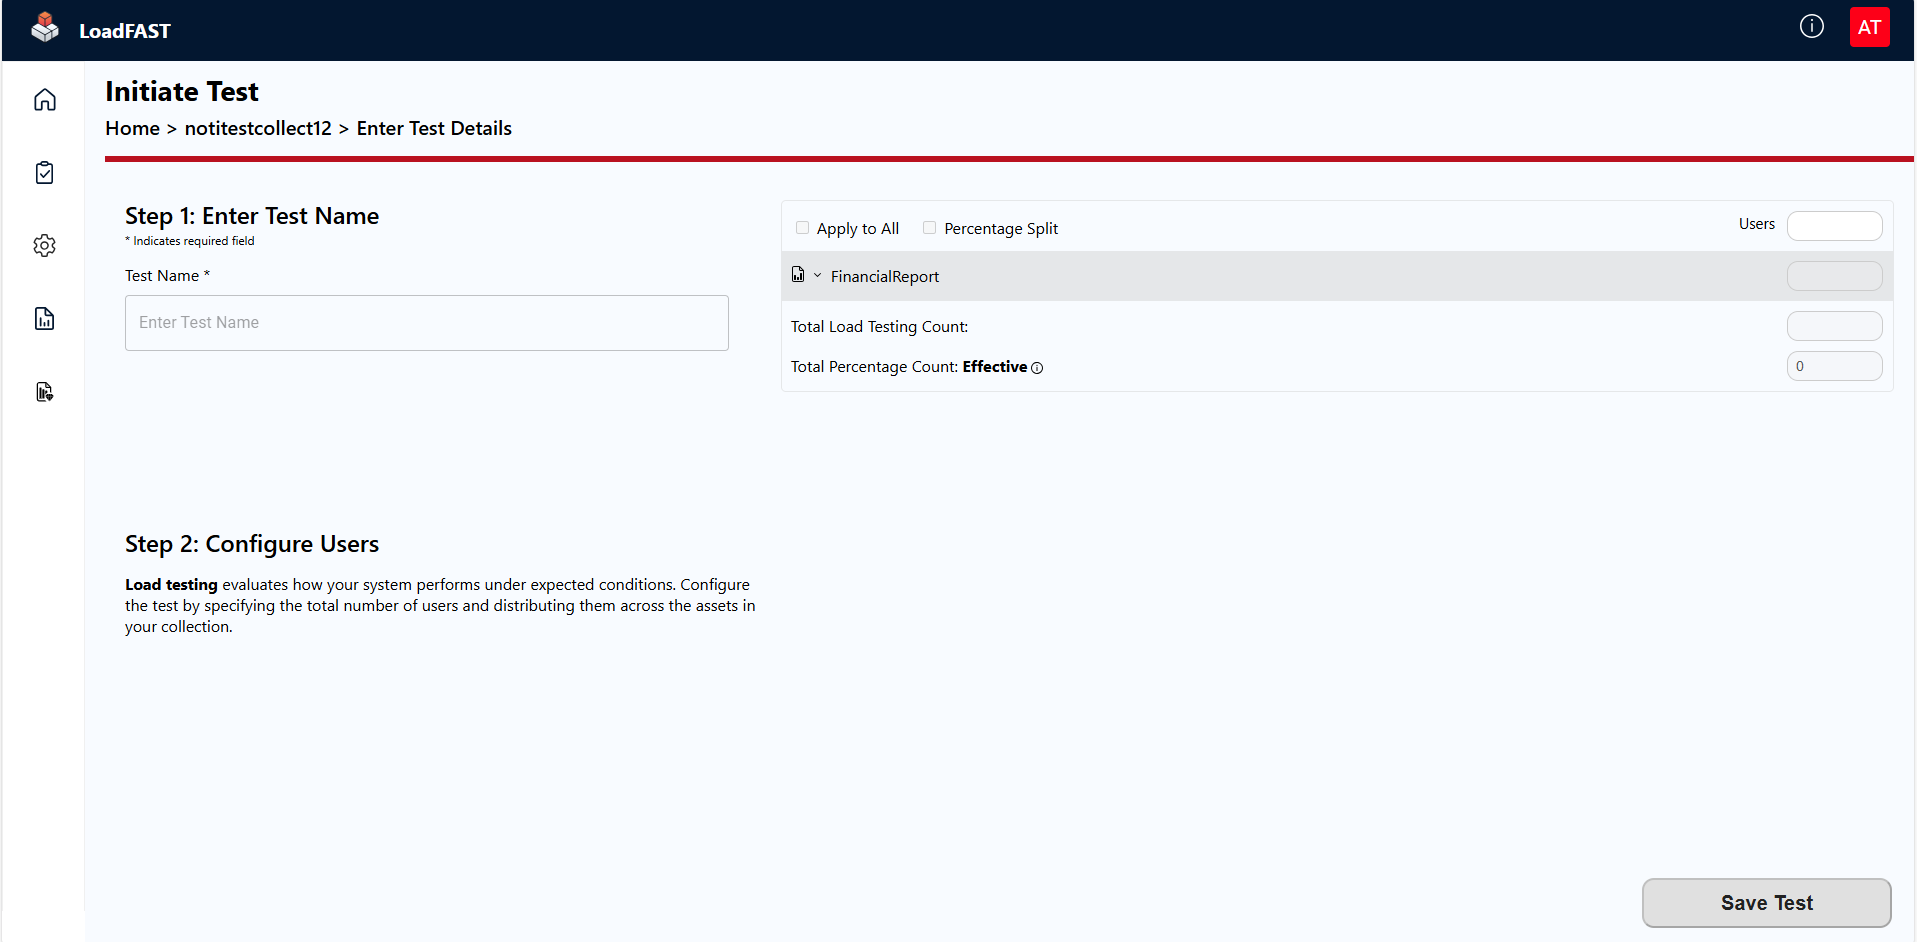 LoadFAST
AT
Initiate Test
Home > notitestcollect12 > Enter Test Details
Step 1: Enter Test Name
* Indicates required field
Test Name *
Enter Test Name
Apply to All
Percentage Split
Users
FinancialReport
Total Load Testing Count:
Total Percentage Count: Effective
0
Step 2: Configure Users
Load testing evaluates how your system performs under expected conditions. Configure
the test by specifying the total number of users and distributing them across the assets in
your collection.
Save Test